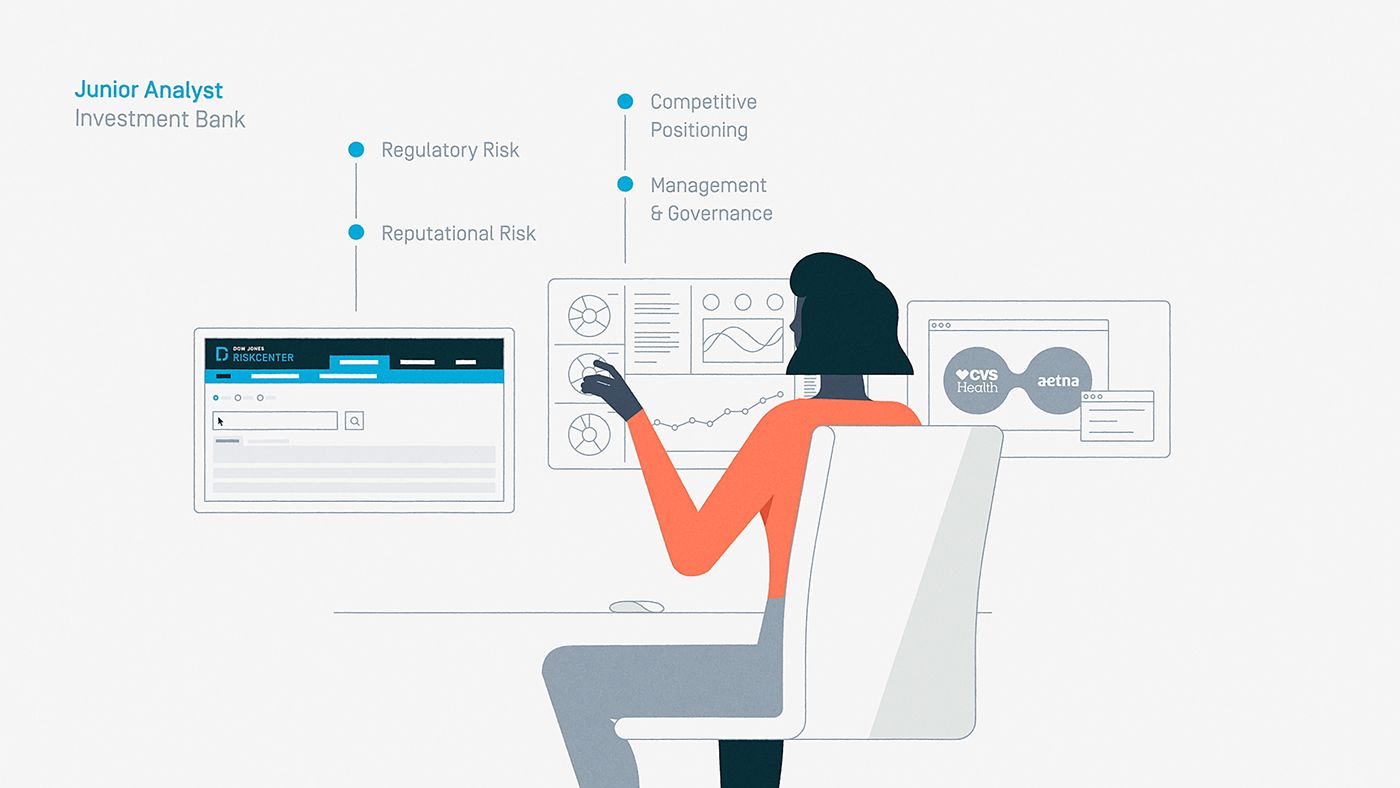 Junior Analyst
Investment Bank
Regulatory Risk
Reputational Risk
Competitive
Positioning
Management
& Governance
DOW JONES
RISKCENTER
CVS
Health
aetna